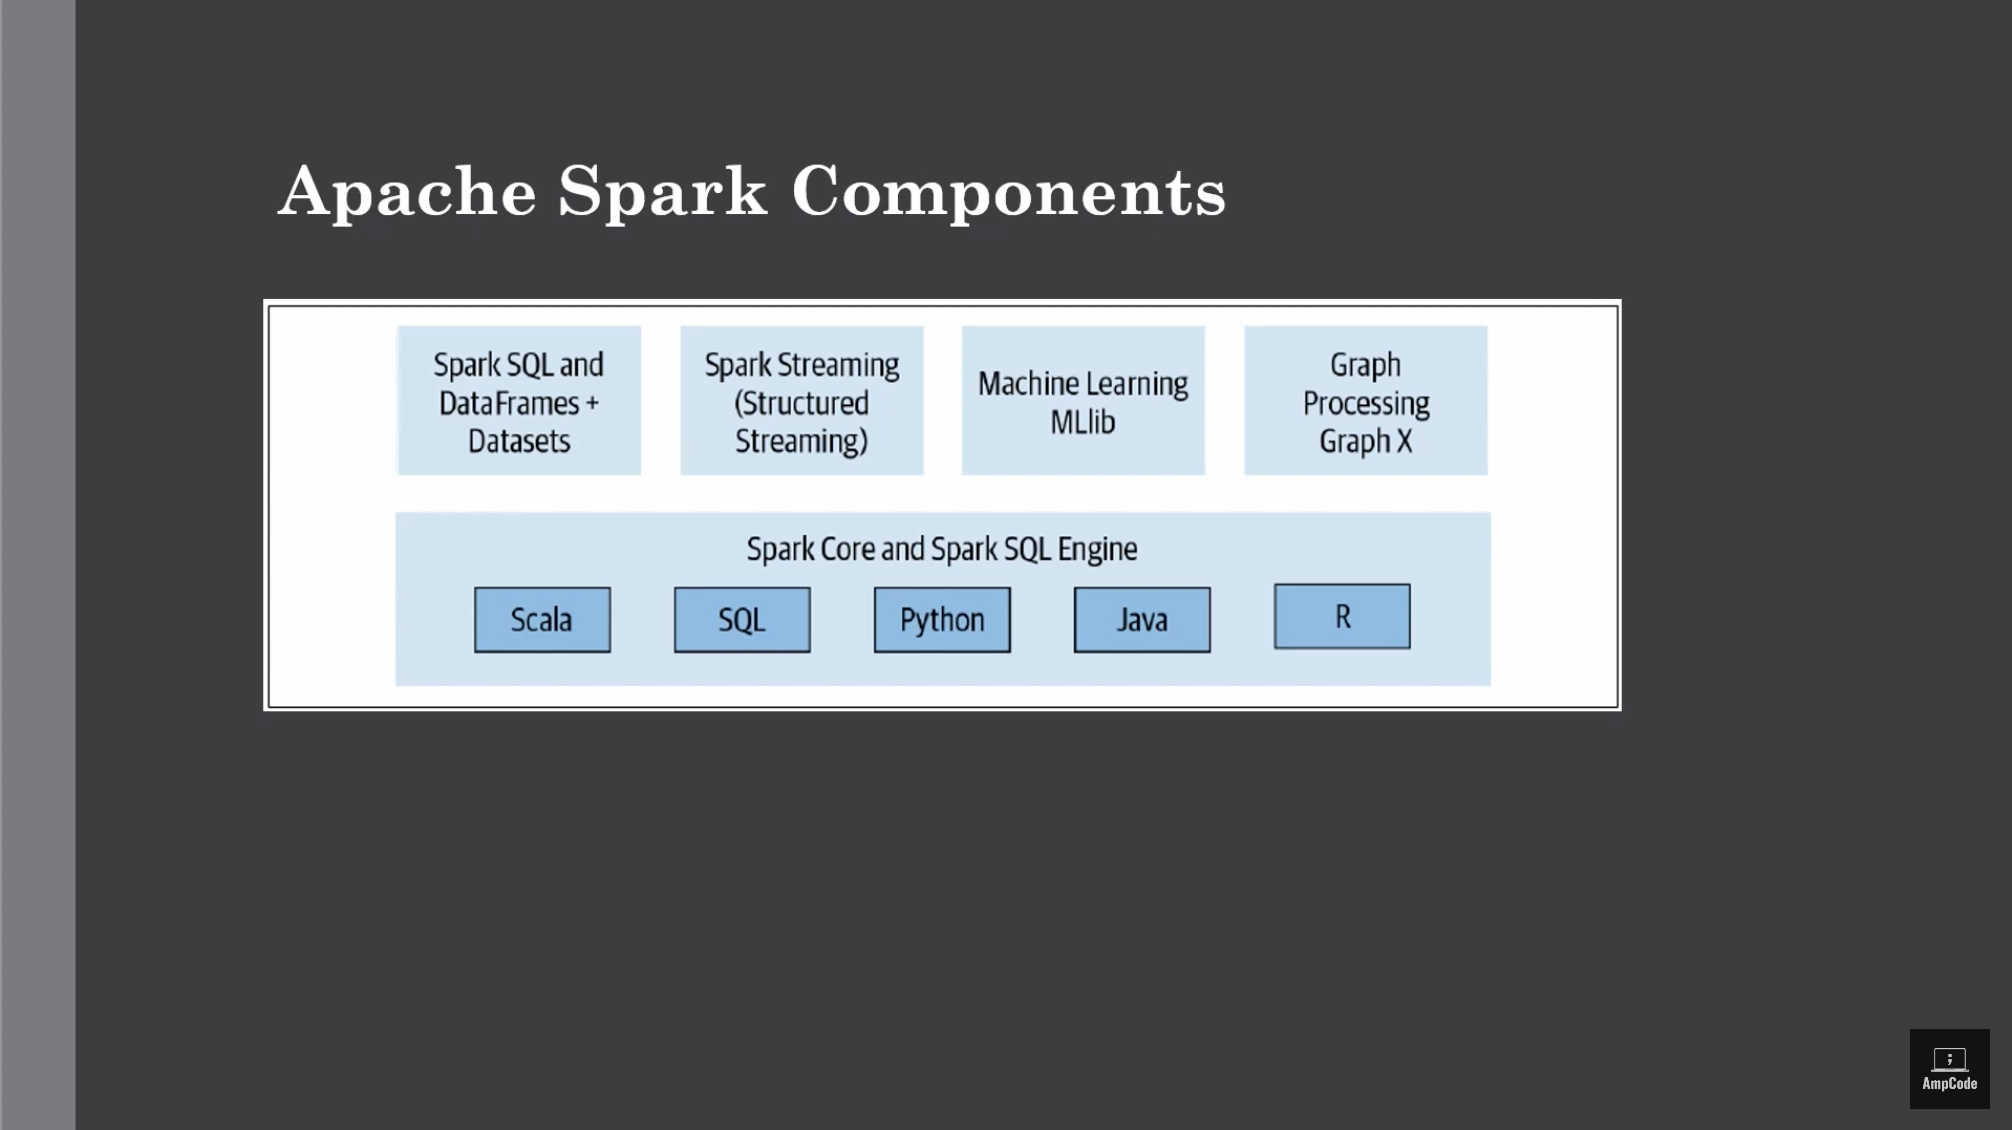 Apache Spark Components
Spark SQL and
DataFrames +
Datasets
Spark Streaming
(Structured
Streaming)
Machine Learning
MLlib
Graph
Processing
Graph X
Spark Core and Spark SQL Engine
Scala
SQL
Python
Java
R
;
AmpCode